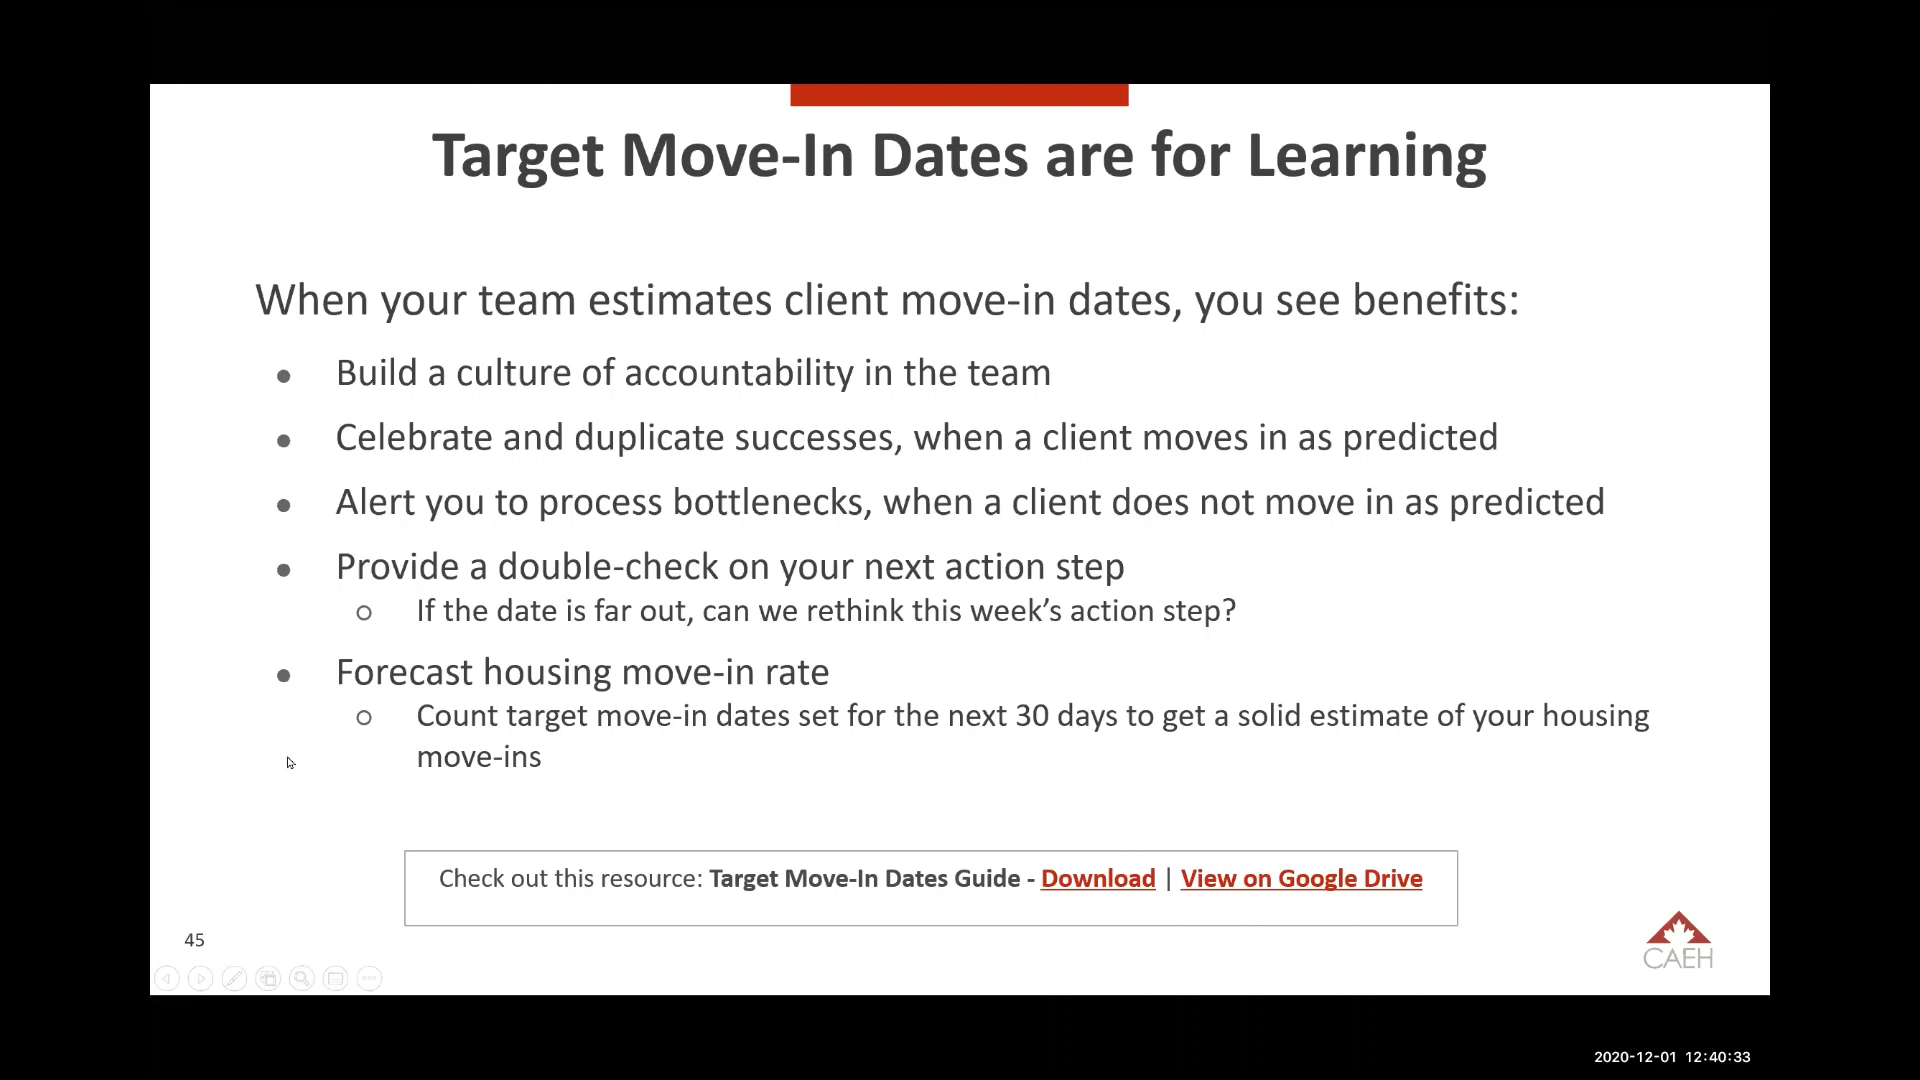 Target Move-In Dates are for Learning
When your team estimates client move-in dates, you see benefits:
● Build a culture of accountability in the team
● Celebrate and duplicate successes, when a client moves in as predicted
● Alert you to process bottlenecks, when a client does not move in as predicted
● Provide a double-check on your next action step
○ If the date is far out, can we rethink this week’s action step?
● Forecast housing move-in rate
○ Count target move-in dates set for the next 30 days to get a solid estimate of your housing
move-ins
Check out this resource: Target Move-In Dates Guide - Download | View on Google Drive
45
CAEH
2020-12-01 12:40:33